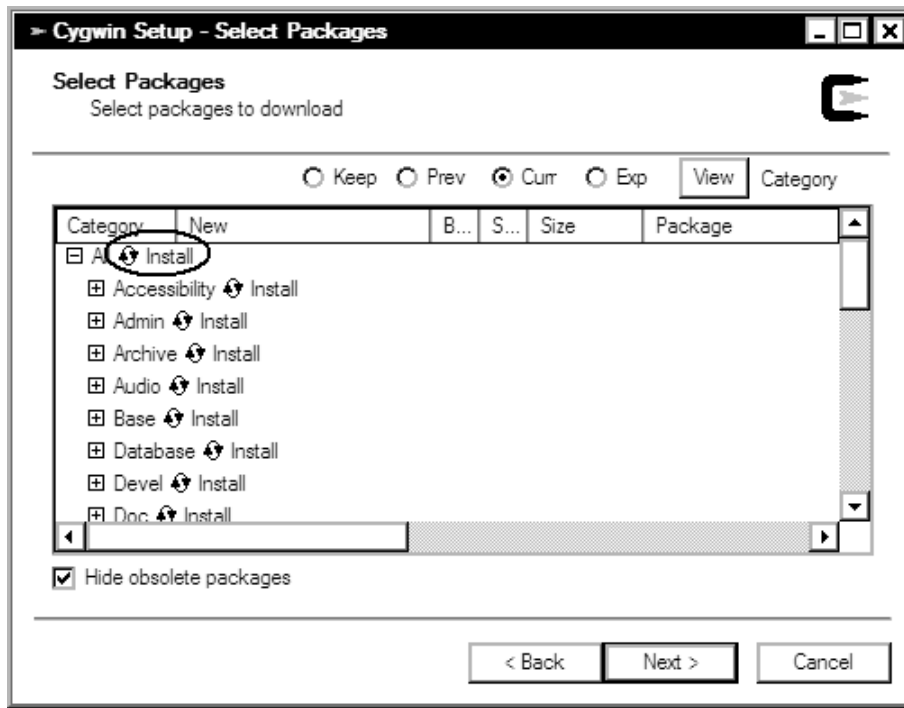 Cygwin Setup - Select Packages
Select Packages
Select packages to download
Keep Prev Curr Exp View Category
Category New B... S... Size Package
Install
Accessibility Install
Admin Install
Archive Install
Audio Install
Base Install
Database Install
Devel Install
Doc Install
Hide obsolete packages
< Back Next > Cancel